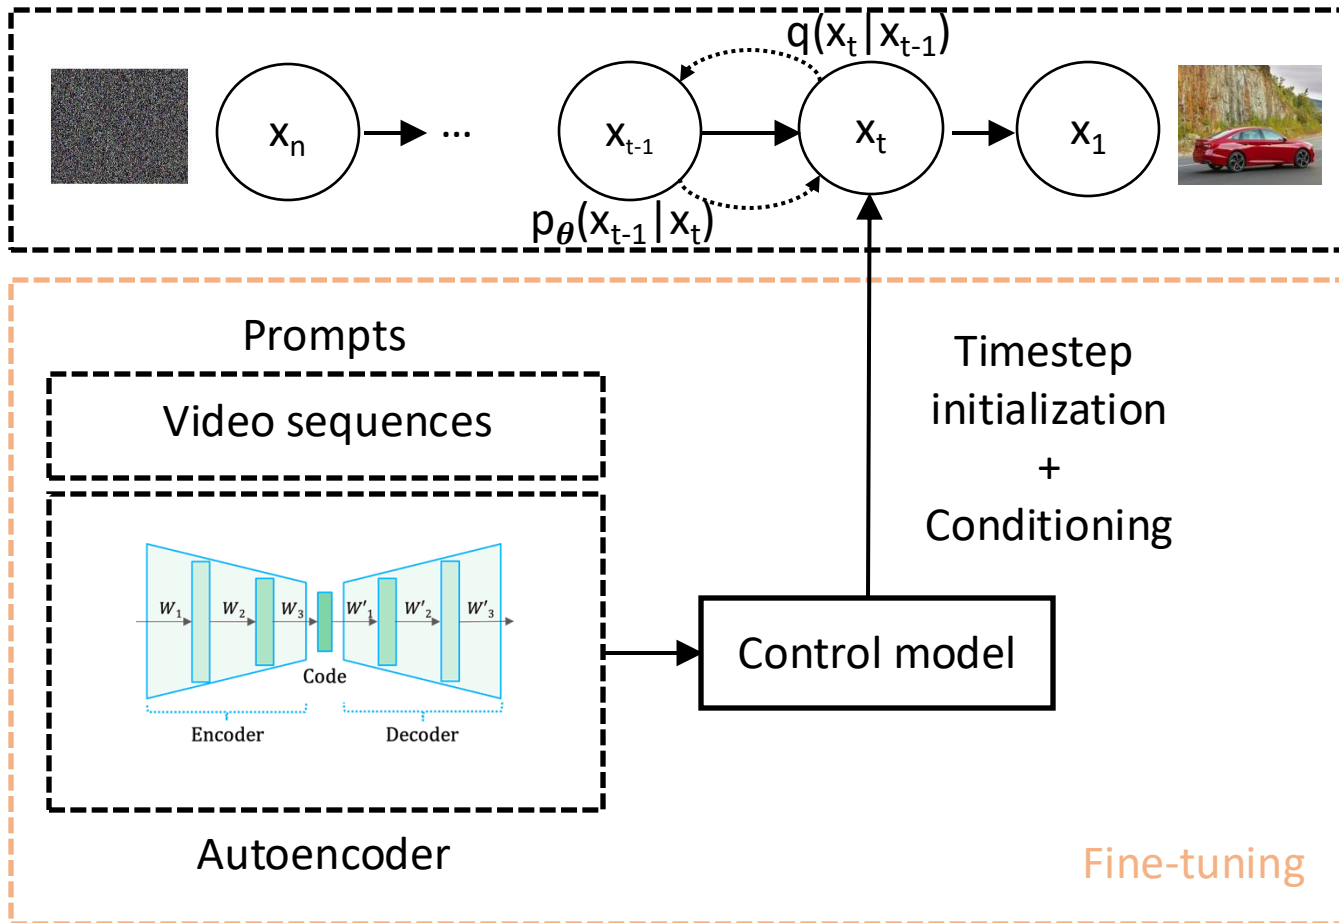 q(xₜ|xₜ₋₁)
xₙ
...
xₜ₋₁
xₜ
x₁
p_θ(xₜ₋₁|xₜ)
Prompts
Video sequences
Timestep
initialization
+
Conditioning
W₁
W₂
W₃
W'₁
W'₂
W'₃
Code
Encoder
Decoder
Control model
Autoencoder
Fine-tuning